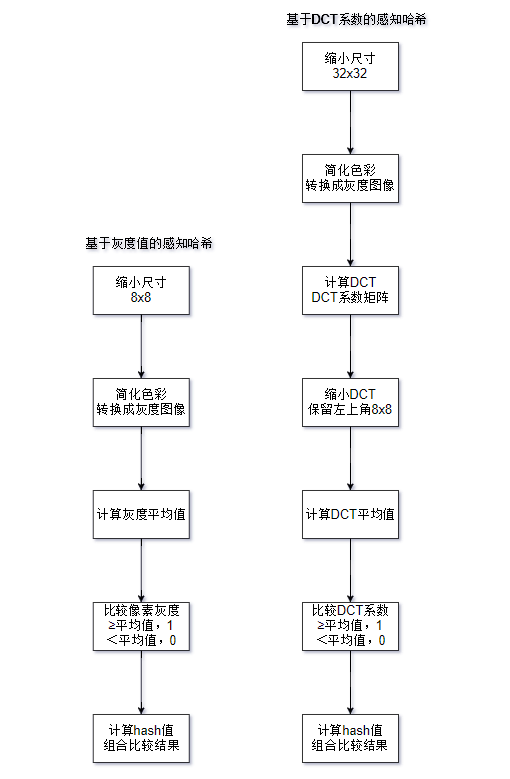 基于DCT系数的感知哈希
缩小尺寸
32x32
简化色彩
转换成灰度图像
计算DCT
DCT系数矩阵
缩小DCT
保留左上角8x8
计算DCT平均值
比较DCT系数
≥平均值，1
＜平均值，0
计算hash值
组合比较结果
基于灰度值的感知哈希
缩小尺寸
8x8
简化色彩
转换成灰度图像
计算灰度平均值
比较像素灰度
≥平均值，1
＜平均值，0
计算hash值
组合比较结果